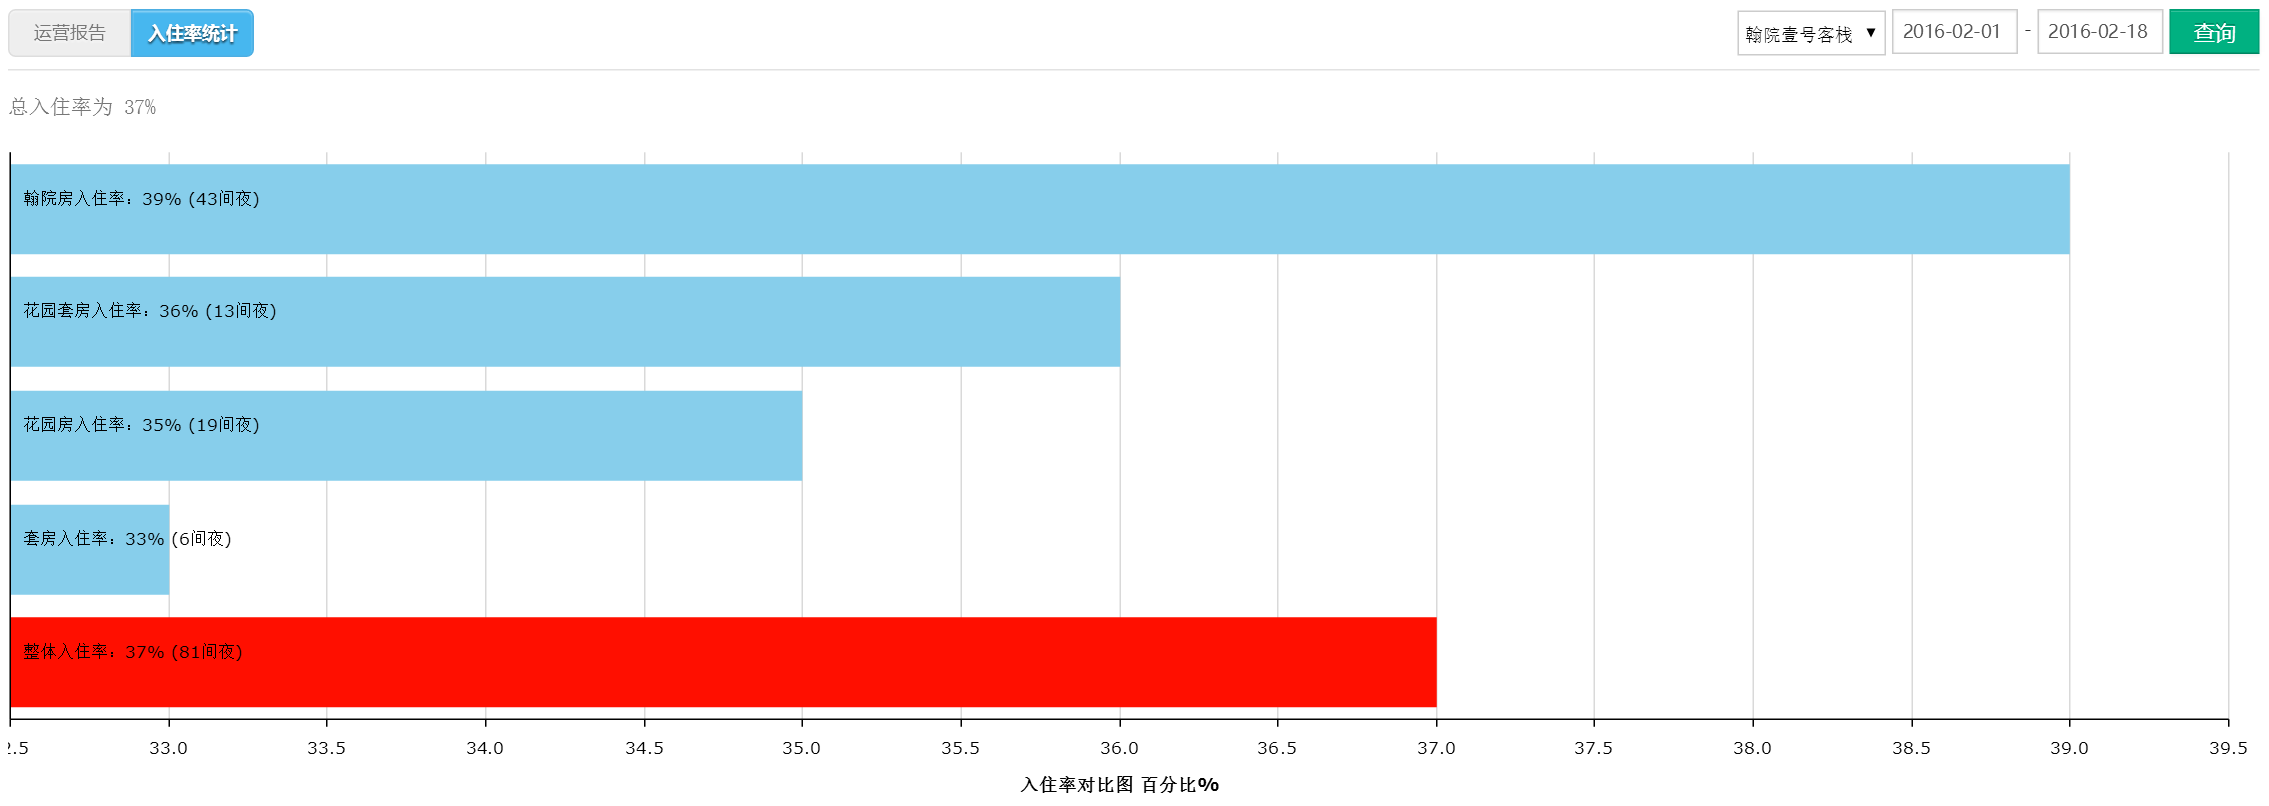 运营报告 入住率统计 翰院壹号客栈 ▼ 2016-02-01 - 2016-02-18 查询
总入住率为 37%
翰院房入住率：39% (43间夜)
花园套房入住率：36% (13间夜)
花园房入住率：35% (19间夜)
套房入住率：33% (6间夜)
整体入住率：37% (81间夜)
2.5 33.0 33.5 34.0 34.5 35.0 35.5 36.0 36.5 37.0 37.5 38.0 38.5 39.0 39.5
入住率对比图 百分比%